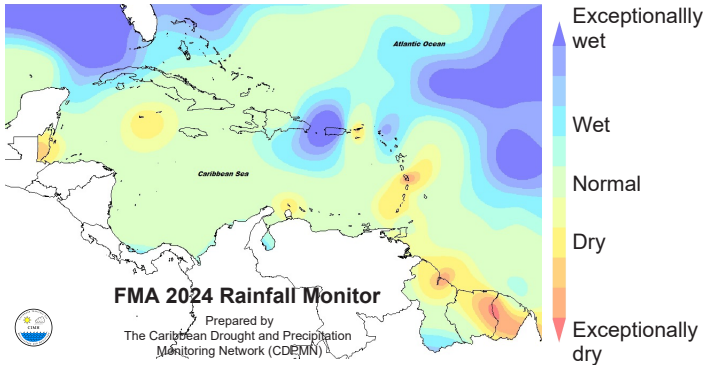 Atlantic Ocean
Caribbean Sea
FMA 2024 Rainfall Monitor
Prepared by
The Caribbean Drought and Precipitation
Monitoring Network (CDPMN)
CIMH
Exceptionallly
wet
Wet
Normal
Dry
Exceptionally
dry